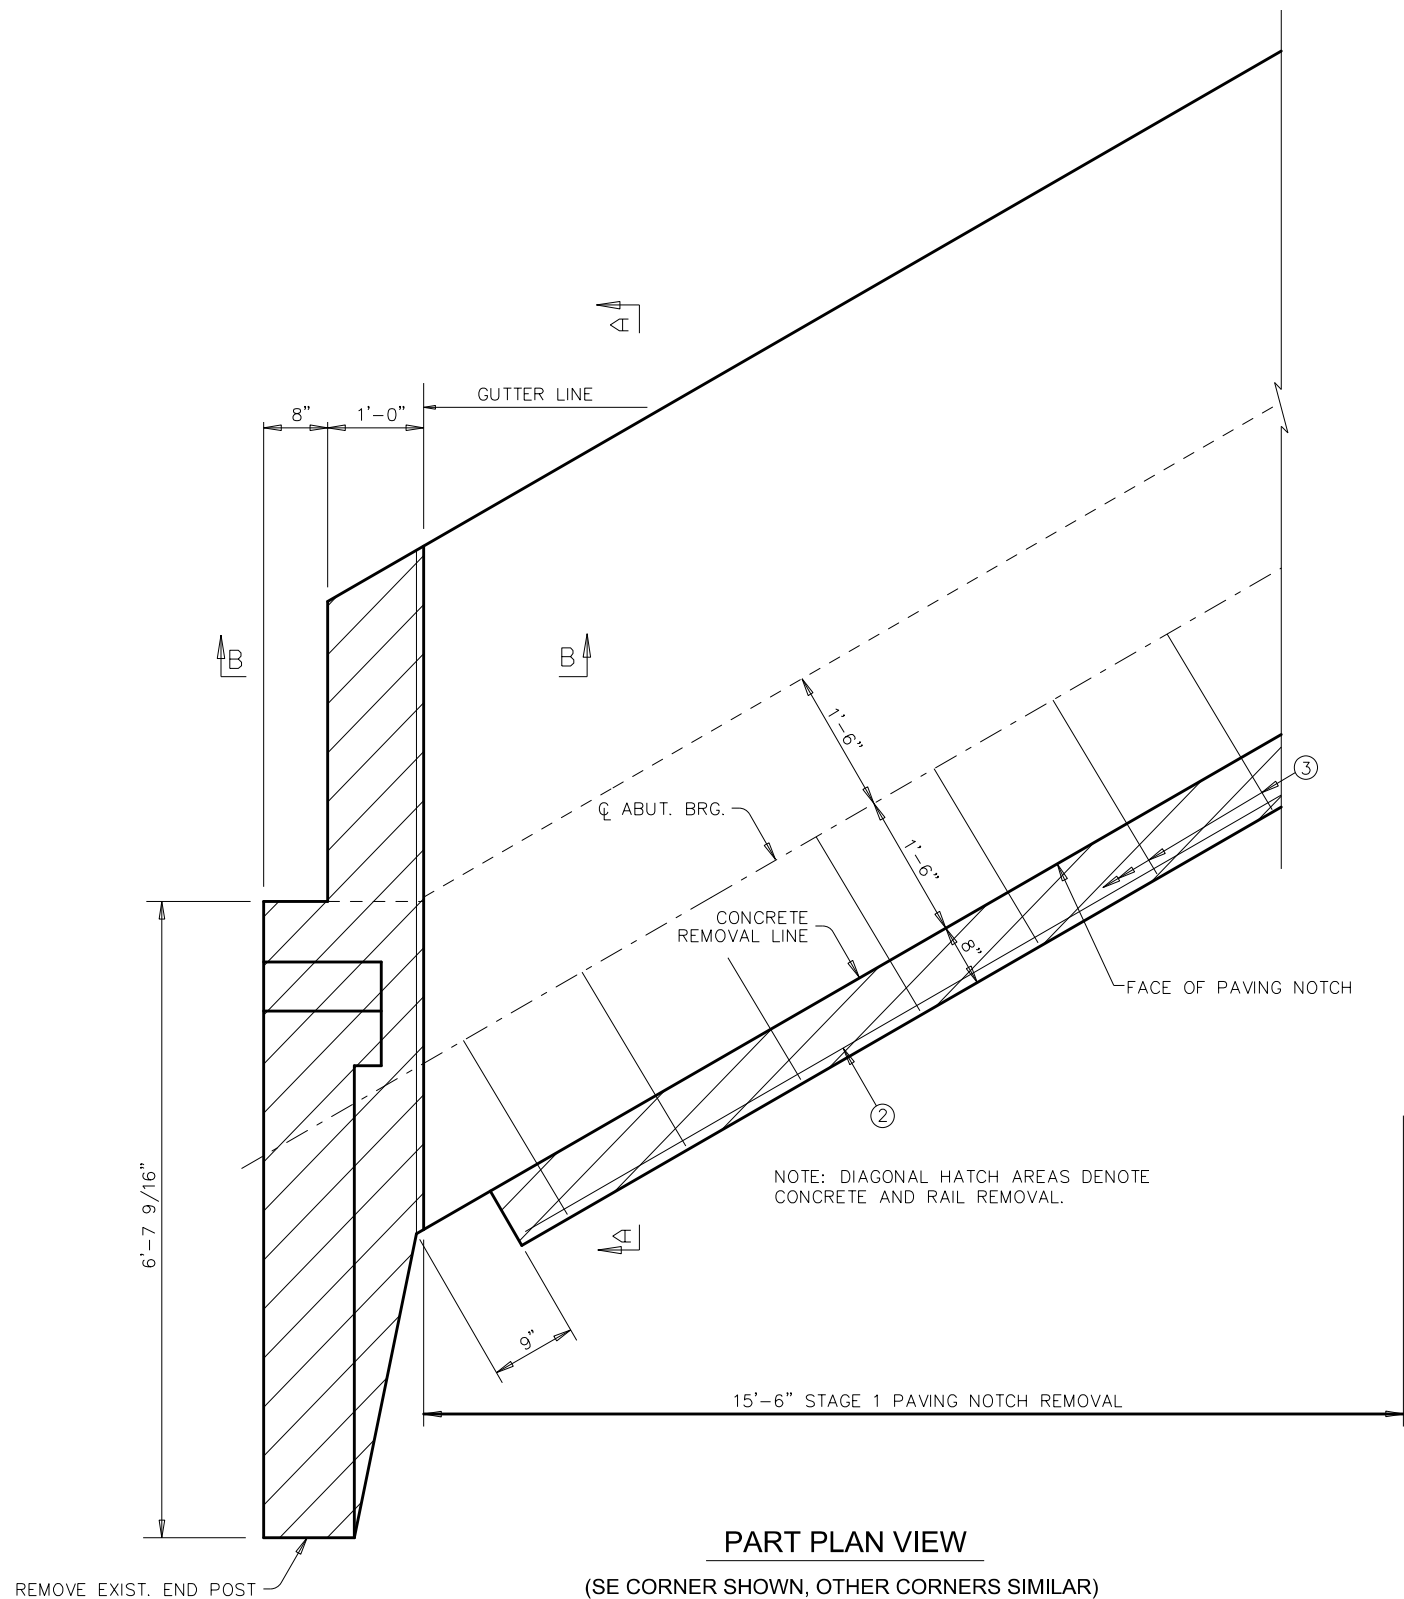 A
GUTTER LINE
8"
1'-0"
B
B
1'-6"
3
℄ ABUT. BRG.
1'-6"
CONCRETE
REMOVAL LINE
8"
FACE OF PAVING NOTCH
2
NOTE: DIAGONAL HATCH AREAS DENOTE
CONCRETE AND RAIL REMOVAL.
6'-7 9/16"
A
9"
15'-6" STAGE 1 PAVING NOTCH REMOVAL
PART PLAN VIEW
(SE CORNER SHOWN, OTHER CORNERS SIMILAR)
REMOVE EXIST. END POST